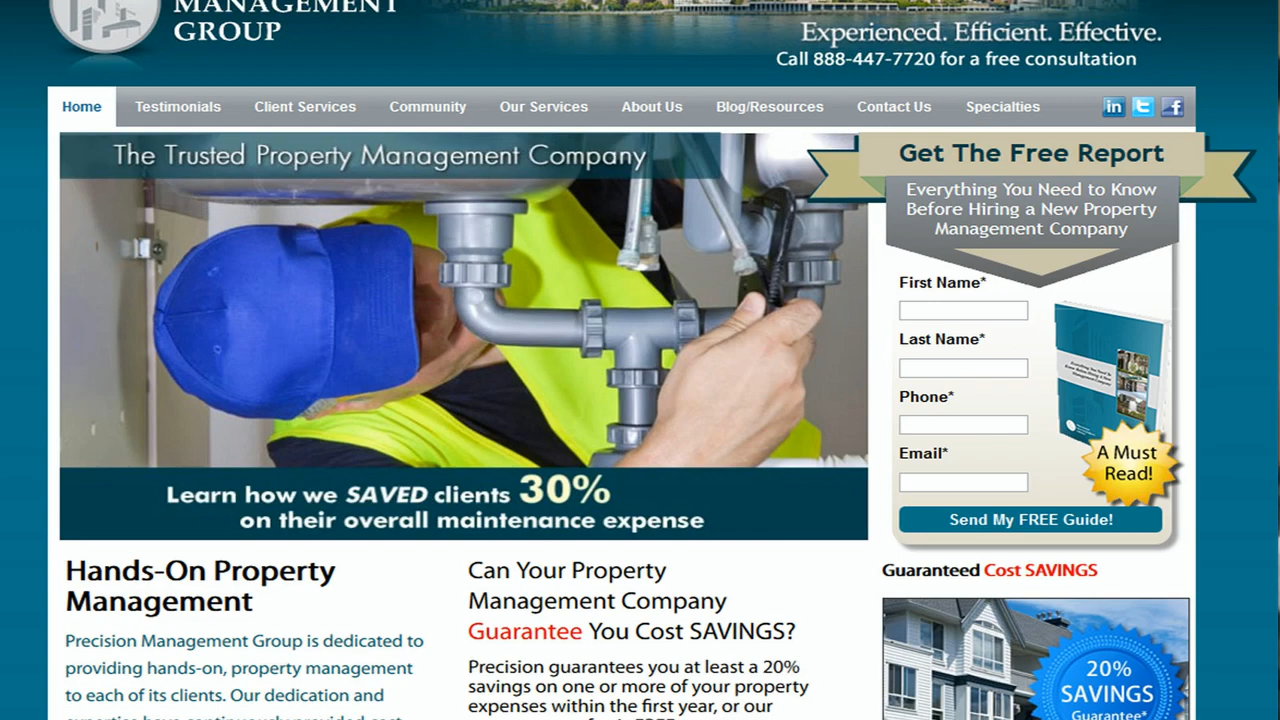 MANAGEMENT
GROUP
Experienced. Efficient. Effective.
Call 888-447-7720 for a free consultation
Home Testimonials Client Services Community Our Services About Us Blog/Resources Contact Us Specialties in t f
The Trusted Property Management Company
Learn how we SAVED clients 30%
on their overall maintenance expense
Get The Free Report
Everything You Need to Know
Before Hiring a New Property
Management Company
First Name*
Last Name*
Phone*
Email*
A Must
Read!
Send My FREE Guide!
Hands-On Property
Management
Precision Management Group is dedicated to
providing hands-on, property management
to each of its clients. Our dedication and
Can Your Property
Management Company
Guarantee You Cost SAVINGS?
Precision guarantees you at least a 20%
savings on one or more of your property
expenses within the first year, or our
Guaranteed Cost SAVINGS
20%
SAVINGS
Guarantee*